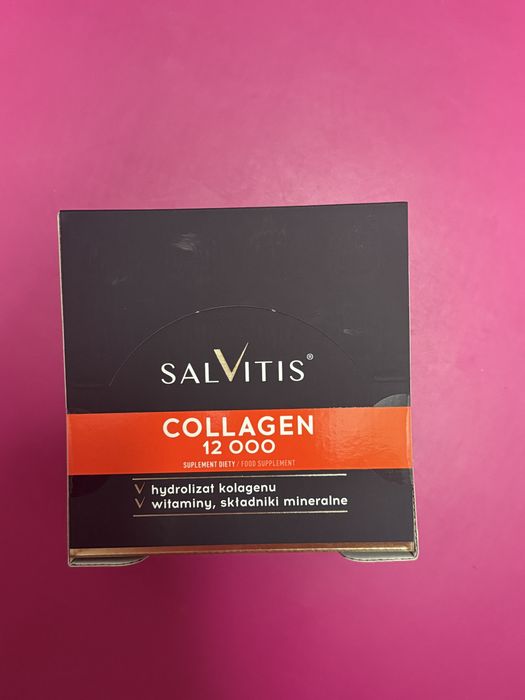 SALVITIS®
COLLAGEN
12 000
SUPLEMENT DIETY / FOOD SUPPLEMENT
hydrolizat kolagenu
witaminy, składniki mineralne